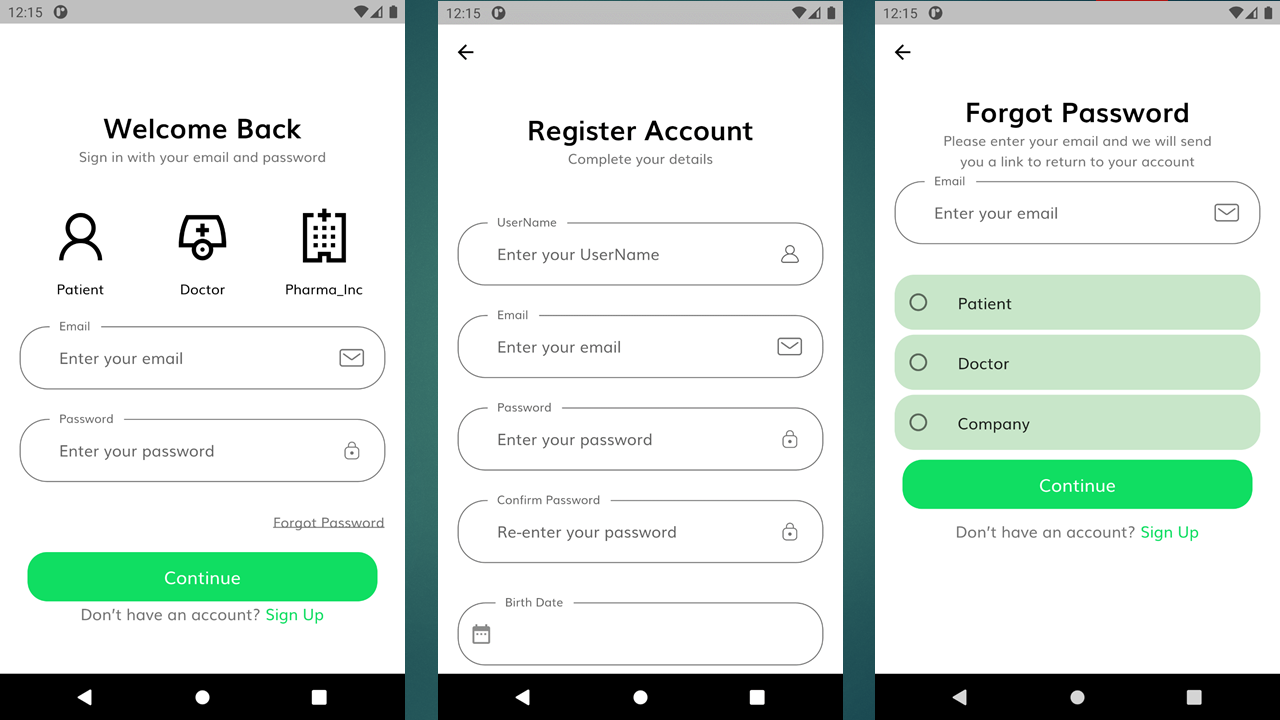 12:15
Welcome Back
Sign in with your email and password
Patient
Doctor
Pharma_Inc
Email
Enter your email
Password
Enter your password
Forgot Password
Continue
Don't have an account? Sign Up
12:15
Register Account
Complete your details
UserName
Enter your UserName
Email
Enter your email
Password
Enter your password
Confirm Password
Re-enter your password
Birth Date
12:15
Forgot Password
Please enter your email and we will send
you a link to return to your account
Email
Enter your email
Patient
Doctor
Company
Continue
Don't have an account? Sign Up